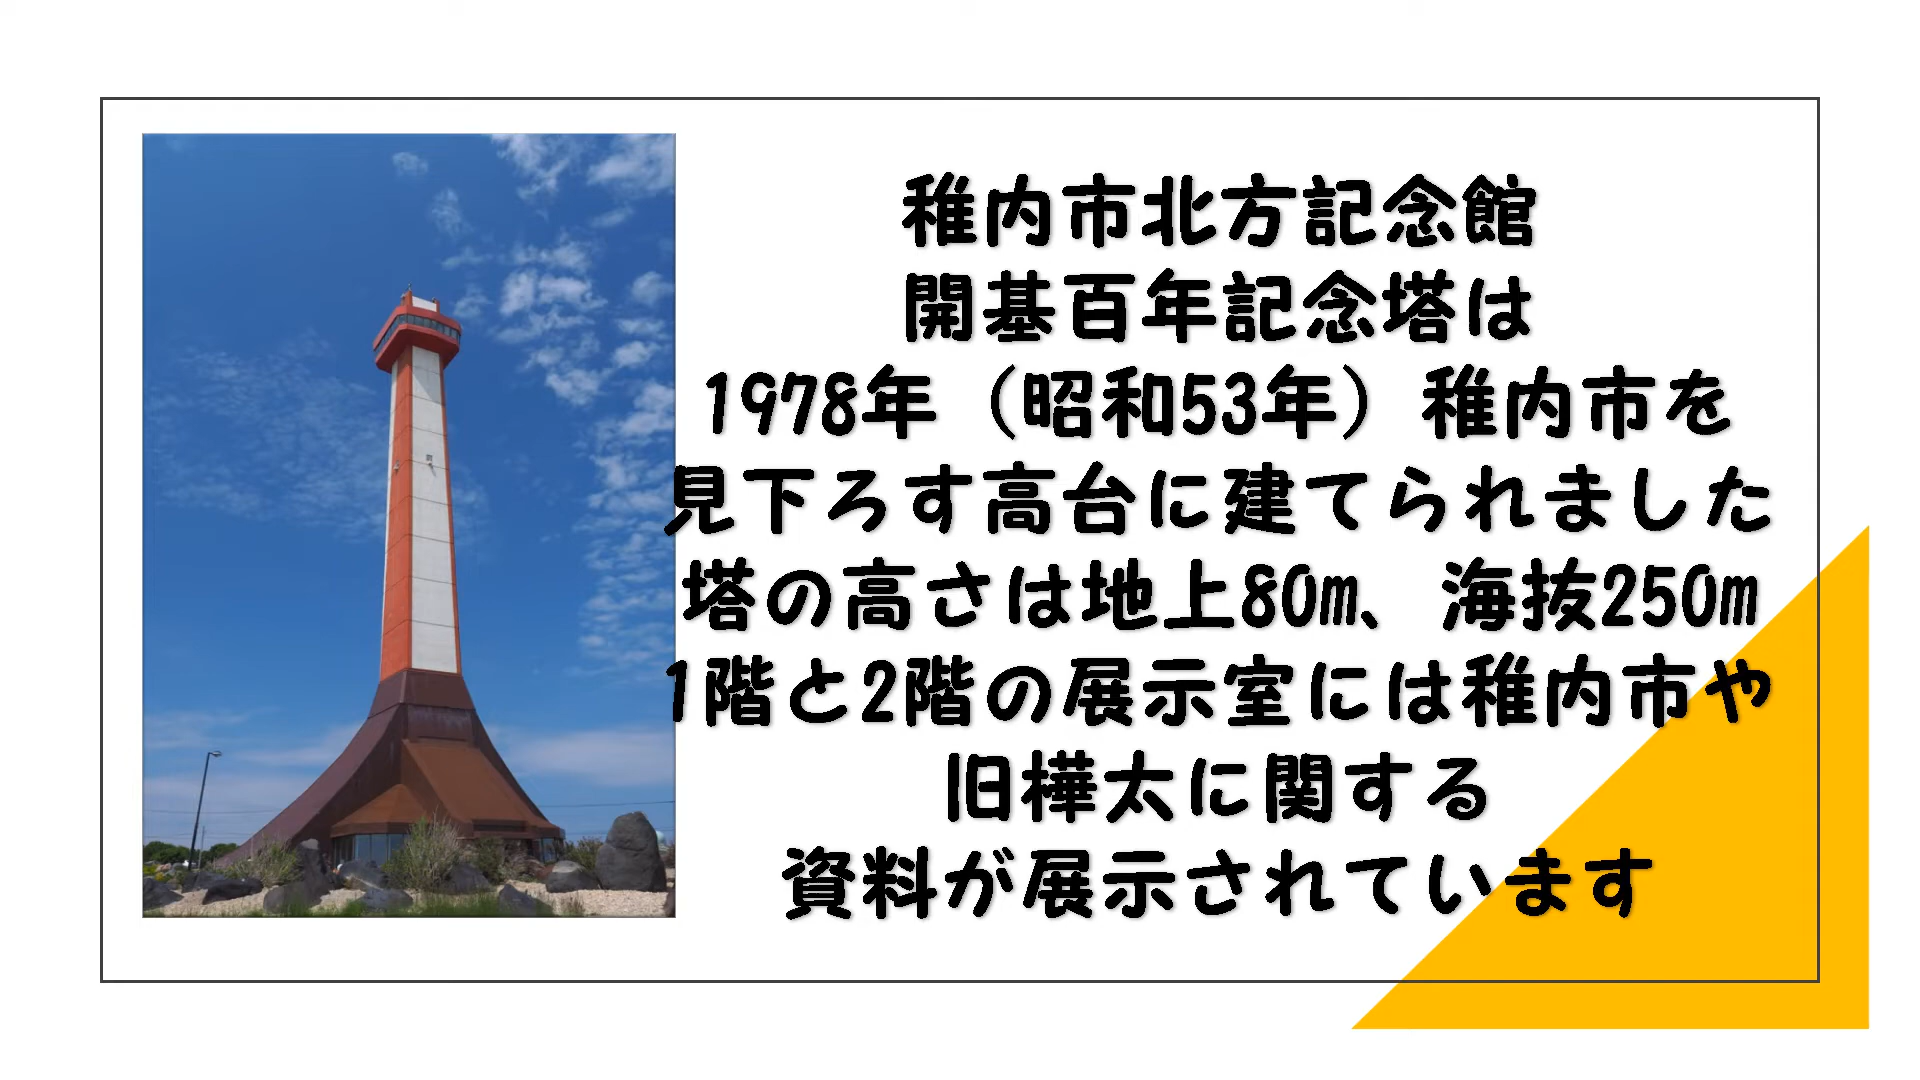 稚内市北方記念館
開基百年記念塔は
1978年（昭和53年）稚内市を
見下ろす高台に建てられました
塔の高さは地上80m、海抜250m
1階と2階の展示室には稚内市や
旧樺太に関する
資料が展示されています